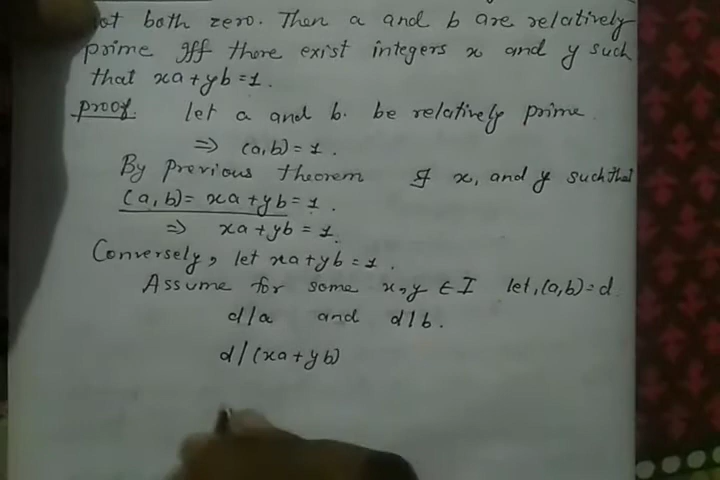 not both zero. Then a and b are relatively
prime iff there exist integers x and y such
that xa+yb=1.
proof. let a and b. be relatively prime.
⇒ (a,b)=1.
By previous theorem ∃ x, and y such that
(a,b)= xa+yb=1.
⇒ xa+yb=1.
Conversely, let xa+yb=1.
Assume for some x,y ∈ I let,(a,b)=d.
d/a and d/b.
d/(xa+yb)